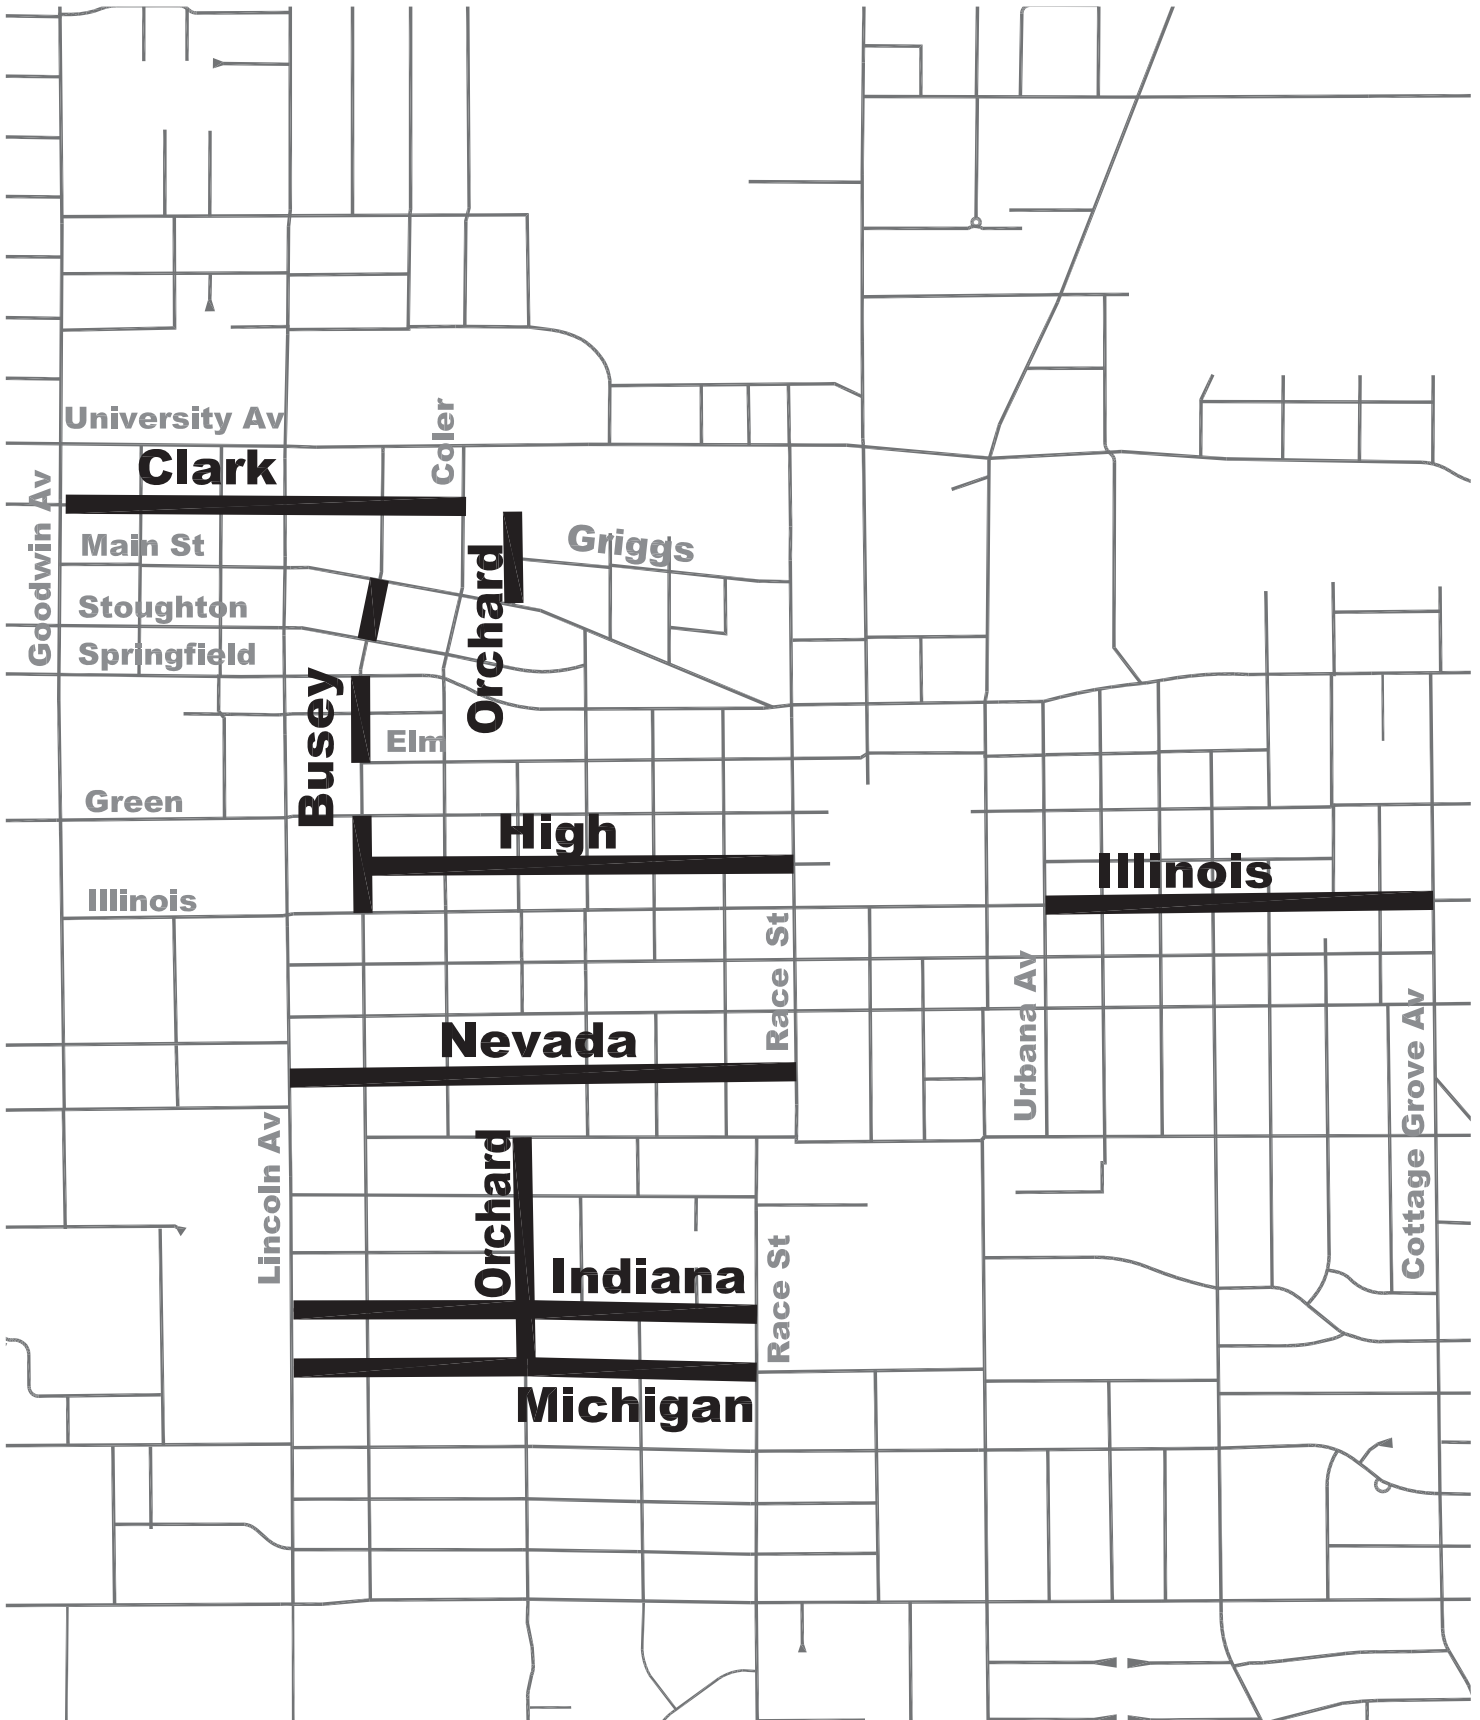 University Av
Coler
Clark
Goodwin Av
Main St
Griggs
Orchard
Stoughton
Springfield
Busey
Elm
Green
High
Illinois
Illinois
Race St
Urbana Av
Cottage Grove Av
Nevada
Lincoln Av
Orchard
Indiana
Race St
Michigan